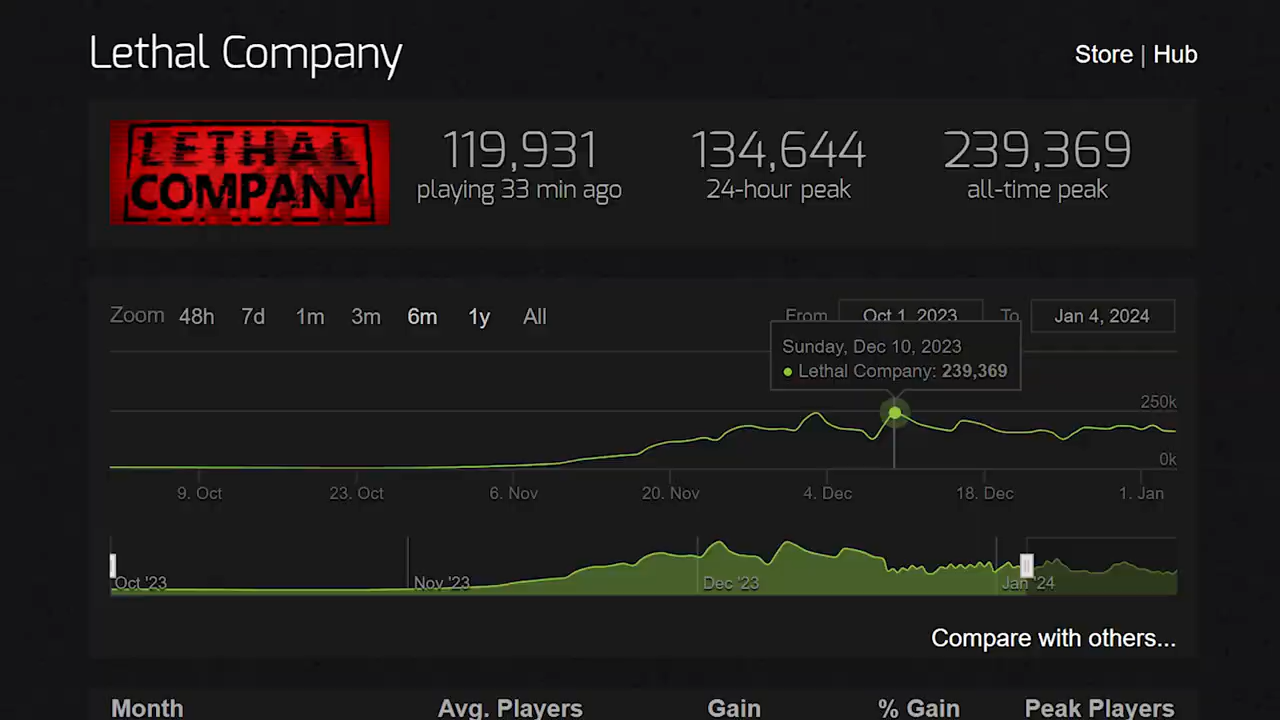 Lethal Company
Store | Hub
LETHAL
COMPANY
119,931
playing 33 min ago
134,644
24-hour peak
239,369
all-time peak
Zoom 48h 7d 1m 3m 6m 1y All
From Oct 1, 2023 To Jan 4, 2024
Sunday, Dec 10, 2023
Lethal Company: 239,369
250k
0k
9. Oct 23. Oct 6. Nov 20. Nov 4. Dec 18. Dec 1. Jan
Oct '23 Nov '23 Dec '23 Jan '24
Compare with others...
Month Avg. Players Gain % Gain Peak Players